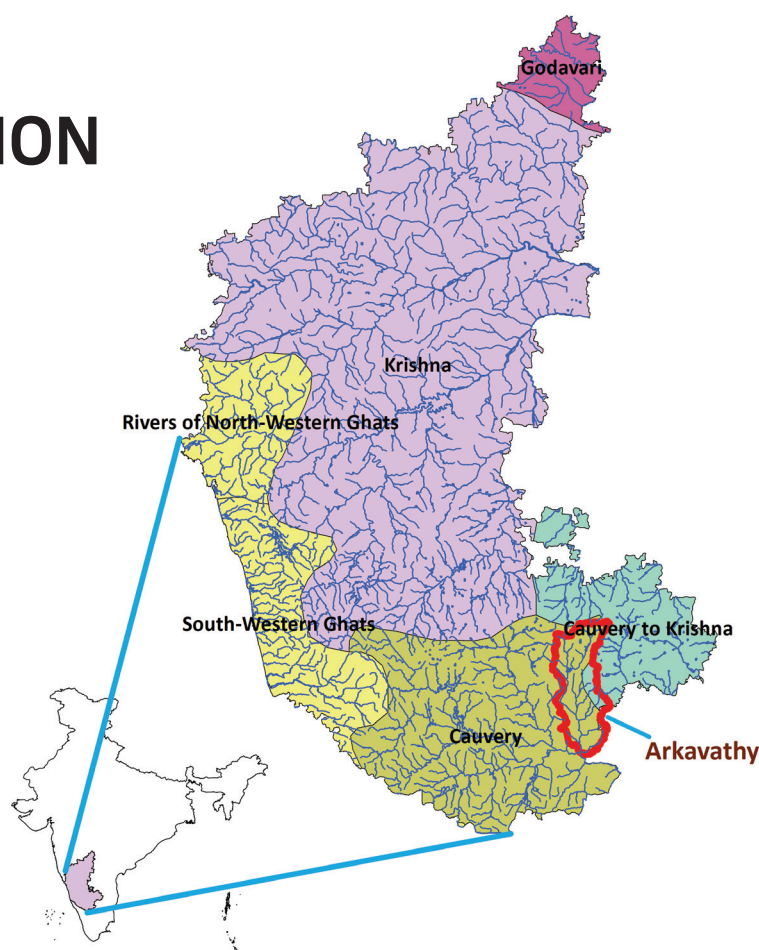 Godavari
ION
Krishna
Rivers of North-Western Ghats
South-Western Ghats
Cauvery to Krishna
Cauvery
Arkavathy